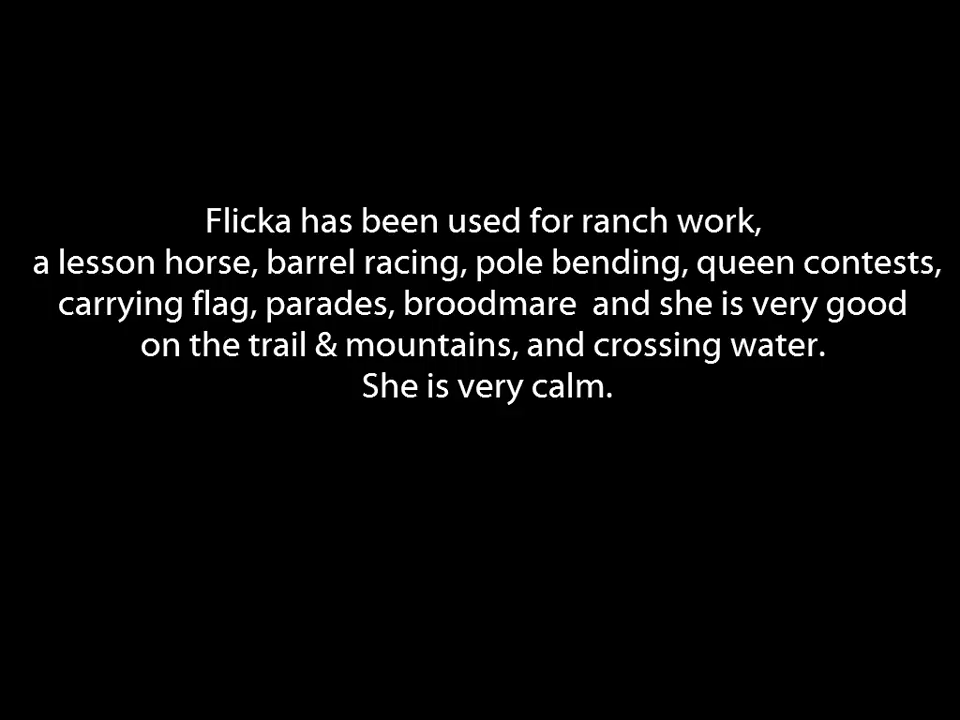 Flicka has been used for ranch work,
a lesson horse, barrel racing, pole bending, queen contests,
carrying flag, parades, broodmare  and she is very good
on the trail & mountains, and crossing water.
She is very calm.